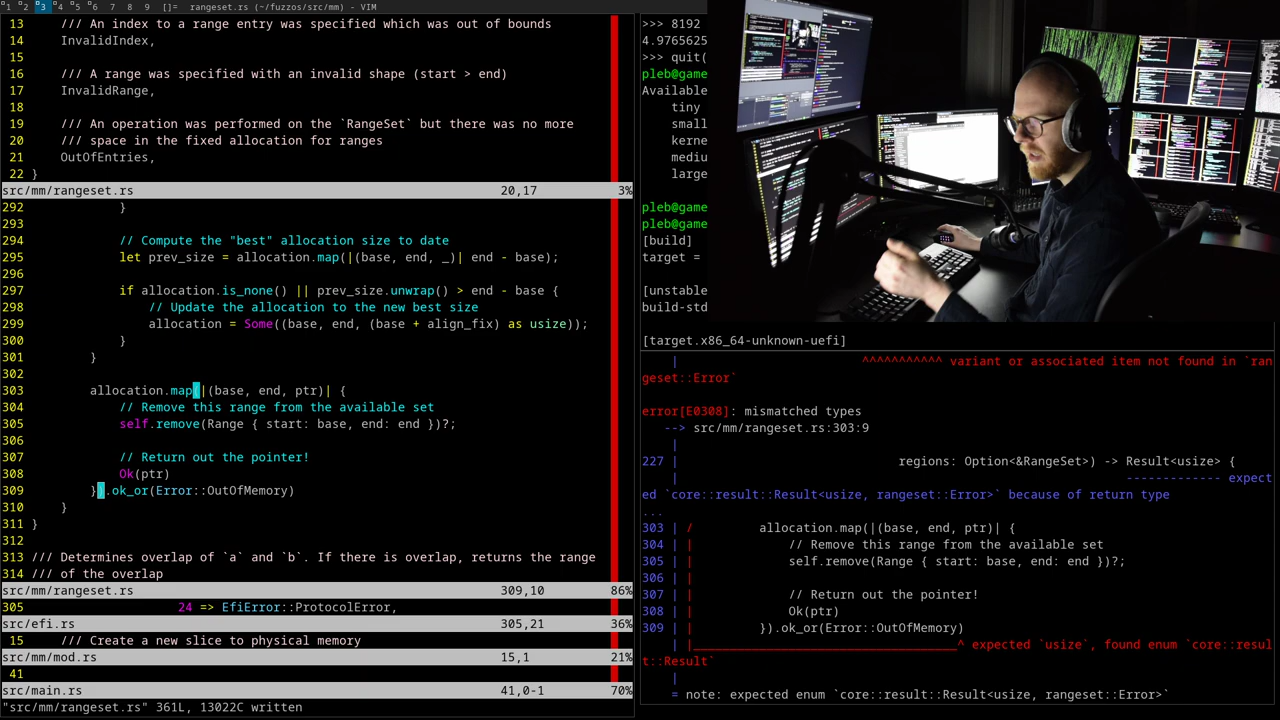 1 2 3 4 5 6 7 8 9 []= rangeset.rs (~/fuzzos/src/mm) - VIM
13 /// An index to a range entry was specified which was out of bounds
14 InvalidIndex,
15
16 /// A range was specified with an invalid shape (start > end)
17 InvalidRange,
18
19 /// An operation was performed on the `RangeSet` but there was no more
20 /// space in the fixed allocation for ranges
21 OutOfEntries,
22 }
src/mm/rangeset.rs 20,17 3%
292 }
293
294 // Compute the "best" allocation size to date
295 let prev_size = allocation.map(|(base, end, _)| end - base);
296
297 if allocation.is_none() || prev_size.unwrap() > end - base {
298 // Update the allocation to the new best size
299 allocation = Some((base, end, (base + align_fix) as usize));
300 }
301 }
302
303 allocation.map(|(base, end, ptr)| {
304 // Remove this range from the available set
305 self.remove(Range { start: base, end: end })?;
306
307 // Return out the pointer!
308 Ok(ptr)
309 }).ok_or(Error::OutOfMemory)
310 }
311 }
312
313 /// Determines overlap of `a` and `b`. If there is overlap, returns the range
314 /// of the overlap
src/mm/rangeset.rs 309,10 86%
305 24 => EfiError::ProtocolError,
src/efi.rs 305,21 36%
15 /// Create a new slice to physical memory
src/mm/mod.rs 15,1 21%
41
src/main.rs 41,0-1 70%
"src/mm/rangeset.rs" 361L, 13022C written
>>> 8192
4.9765625
>>> quit(
pleb@game
Available
tiny
small
kerne
mediu
large
pleb@game
pleb@game
[build]
target =
[unstable
build-std
[target.x86_64-unknown-uefi]
| ^^^^^^^^^^^ variant or associated item not found in `ran
geset::Error`
error[E0308]: mismatched types
--> src/mm/rangeset.rs:303:9
|
227 | regions: Option<&RangeSet>) -> Result<usize> {
| ------------- expect
ed `core::result::Result<usize, rangeset::Error>` because of return type
...
303 | / allocation.map(|(base, end, ptr)| {
304 | | // Remove this range from the available set
305 | | self.remove(Range { start: base, end: end })?;
306 | |
307 | | // Return out the pointer!
308 | | Ok(ptr)
309 | | }).ok_or(Error::OutOfMemory)
| |____________________________________^ expected `usize`, found enum `core::resul
t::Result`
|
= note: expected enum `core::result::Result<usize, rangeset::Error>`